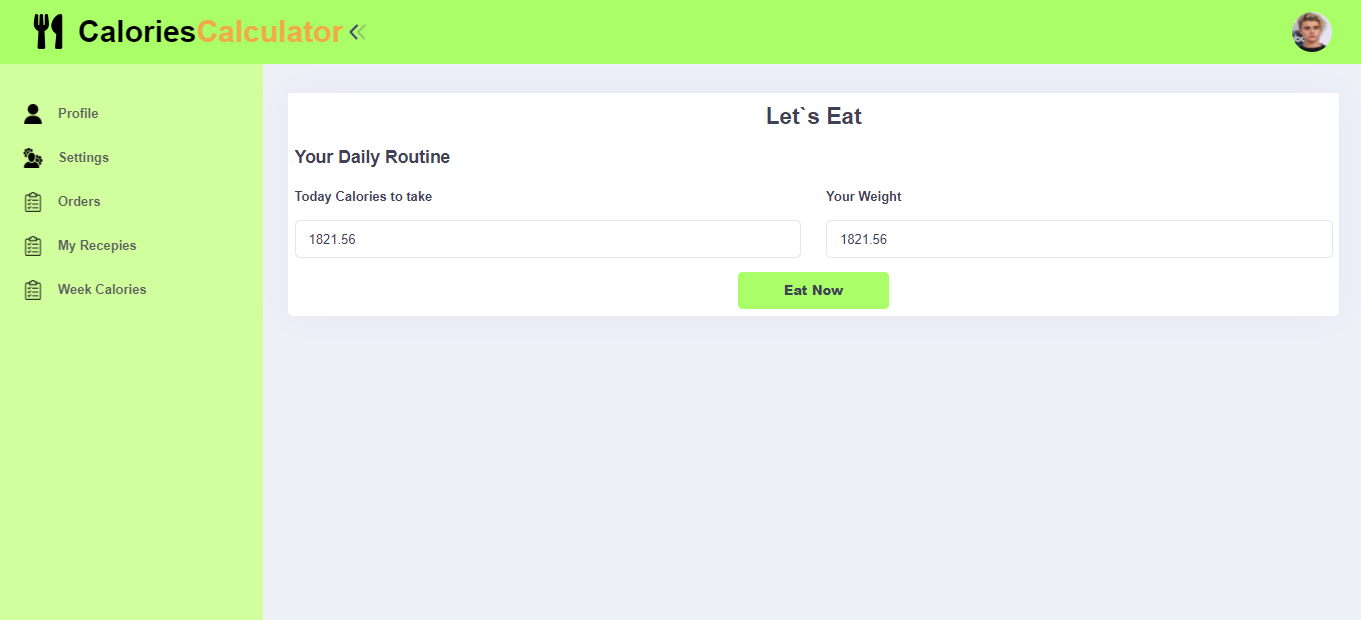 CaloriesCalculator
Profile
Settings
Orders
My Recepies
Week Calories
Let`s Eat
Your Daily Routine
Today Calories to take
Your Weight
1821.56
1821.56
Eat Now